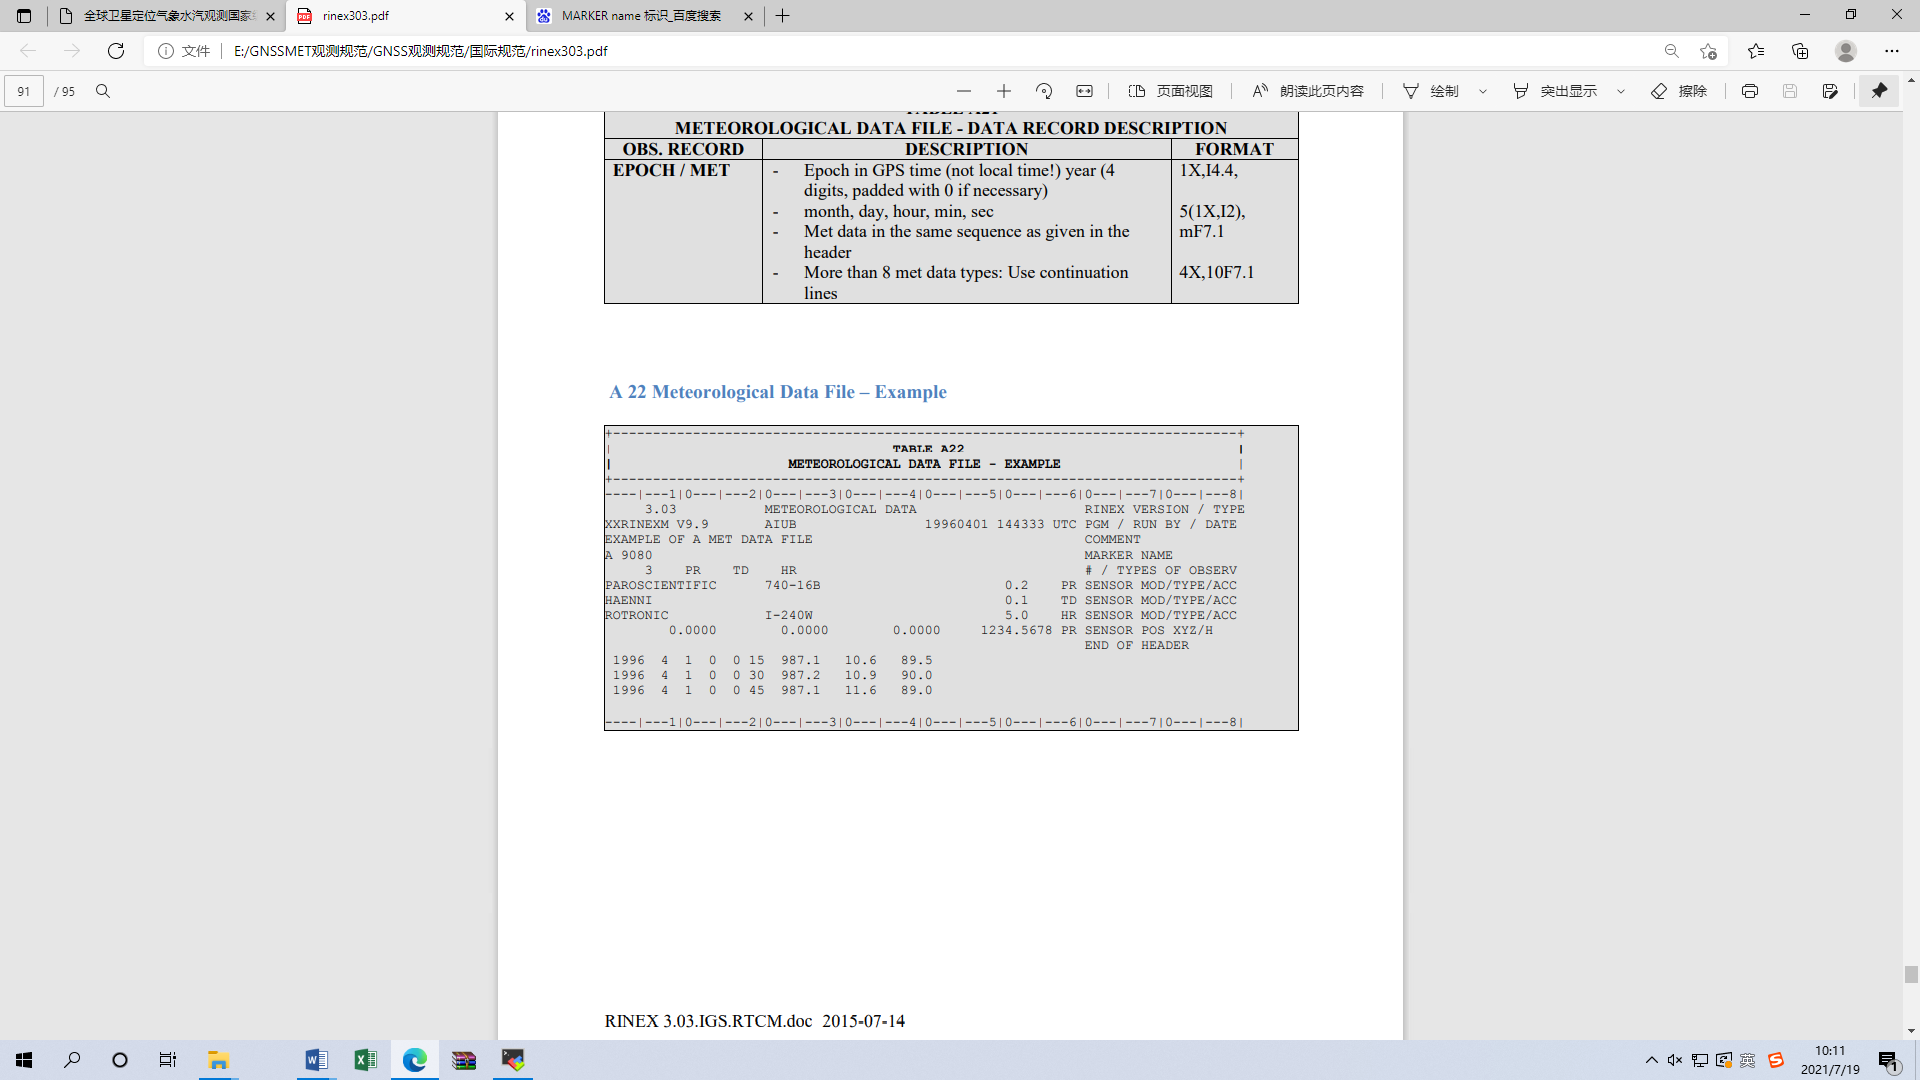 全球卫星定位气象水汽观测国家
rinex303.pdf
MARKER name 标识_百度搜索
文件
E:/GNSSMET观测规范/GNSS观测规范/国际规范/rinex303.pdf
91 / 95
页面视图
朗读此页内容
绘制
突出显示
擦除
METEOROLOGICAL DATA FILE - DATA RECORD DESCRIPTION
OBS. RECORD DESCRIPTION FORMAT
EPOCH / MET - Epoch in GPS time (not local time!) year (4 1X,I4.4,
digits, padded with 0 if necessary)
- month, day, hour, min, sec 5(1X,I2),
- Met data in the same sequence as given in the mF7.1
header
- More than 8 met data types: Use continuation 4X,10F7.1
lines
A 22 Meteorological Data File – Example
+------------------------------------------------------------------------------+
| TABLE A22 |
| METEOROLOGICAL DATA FILE - EXAMPLE |
+------------------------------------------------------------------------------+
----|---1|0---|---2|0---|---3|0---|---4|0---|---5|0---|---6|0---|---7|0---|---8|
3.03 METEOROLOGICAL DATA RINEX VERSION / TYPE
XXRINEXM V9.9 AIUB 19960401 144333 UTC PGM / RUN BY / DATE
EXAMPLE OF A MET DATA FILE COMMENT
A 9080 MARKER NAME
3 PR TD HR # / TYPES OF OBSERV
PAROSCIENTIFIC 740-16B 0.2 PR SENSOR MOD/TYPE/ACC
HAENNI 0.1 TD SENSOR MOD/TYPE/ACC
ROTRONIC I-240W 5.0 HR SENSOR MOD/TYPE/ACC
0.0000 0.0000 0.0000 1234.5678 PR SENSOR POS XYZ/H
END OF HEADER
1996 4 1 0 0 15 987.1 10.6 89.5
1996 4 1 0 0 30 987.2 10.9 90.0
1996 4 1 0 0 45 987.1 11.6 89.0
----|---1|0---|---2|0---|---3|0---|---4|0---|---5|0---|---6|0---|---7|0---|---8|
RINEX 3.03.IGS.RTCM.doc 2015-07-14
英
10:11
2021/7/19
1